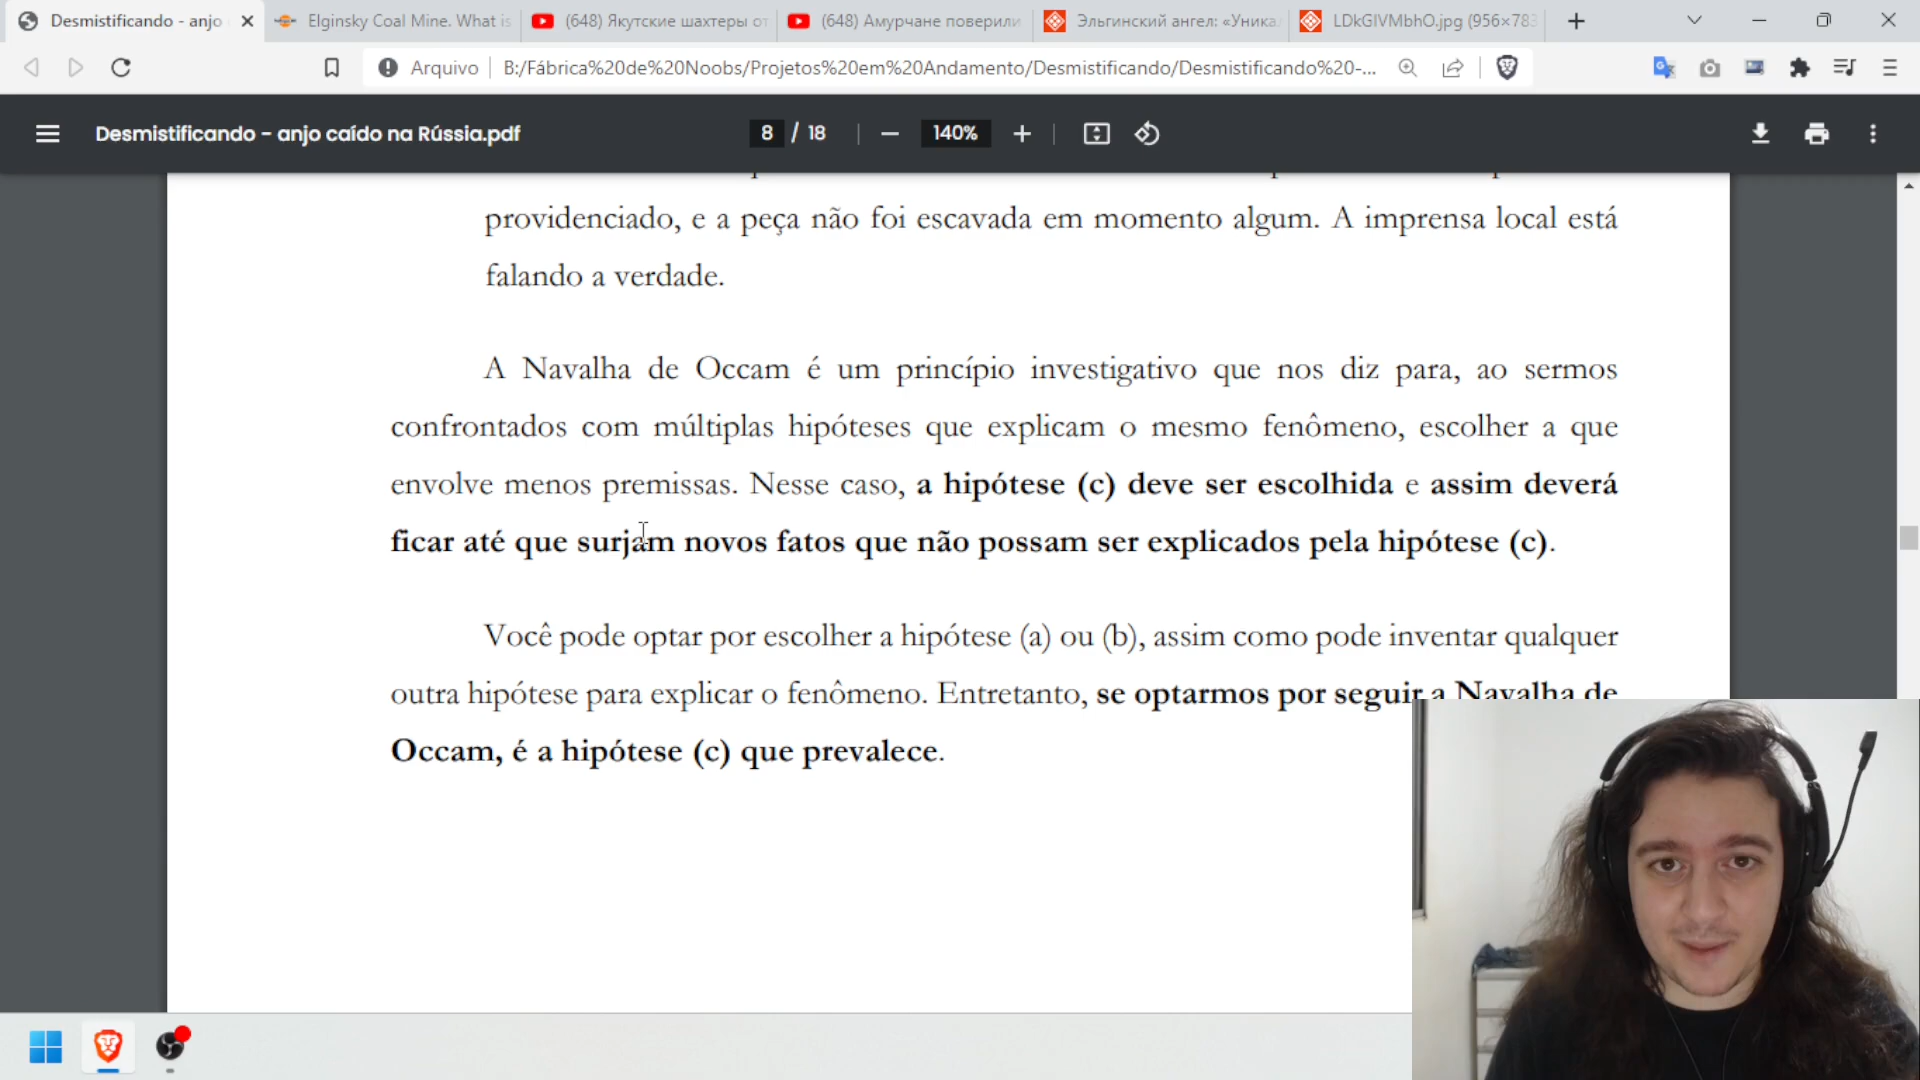 Desmistificando - anjo
Elginsky Coal Mine. What is
(648) Якутские шахтеры от
(648) Амурчане поверили
Эльгинский ангел: «Уника
LDkGlVMbhO.jpg (956×783
Arquivo
B:/Fábrica%20de%20Noobs/Projetos%20em%20Andamento/Desmistificando/Desmistificando%20-...
Desmistificando - anjo caído na Rússia.pdf
8 / 18
140%
providenciado, e a peça não foi escavada em momento algum. A imprensa local está
falando a verdade.
A Navalha de Occam é um princípio investigativo que nos diz para, ao sermos
confrontados com múltiplas hipóteses que explicam o mesmo fenômeno, escolher a que
envolve menos premissas. Nesse caso, a hipótese (c) deve ser escolhida e assim deverá
ficar até que surjam novos fatos que não possam ser explicados pela hipótese (c).
Você pode optar por escolher a hipótese (a) ou (b), assim como pode inventar qualquer
outra hipótese para explicar o fenômeno. Entretanto, se optarmos por seguir a Navalha de
Occam, é a hipótese (c) que prevalece.